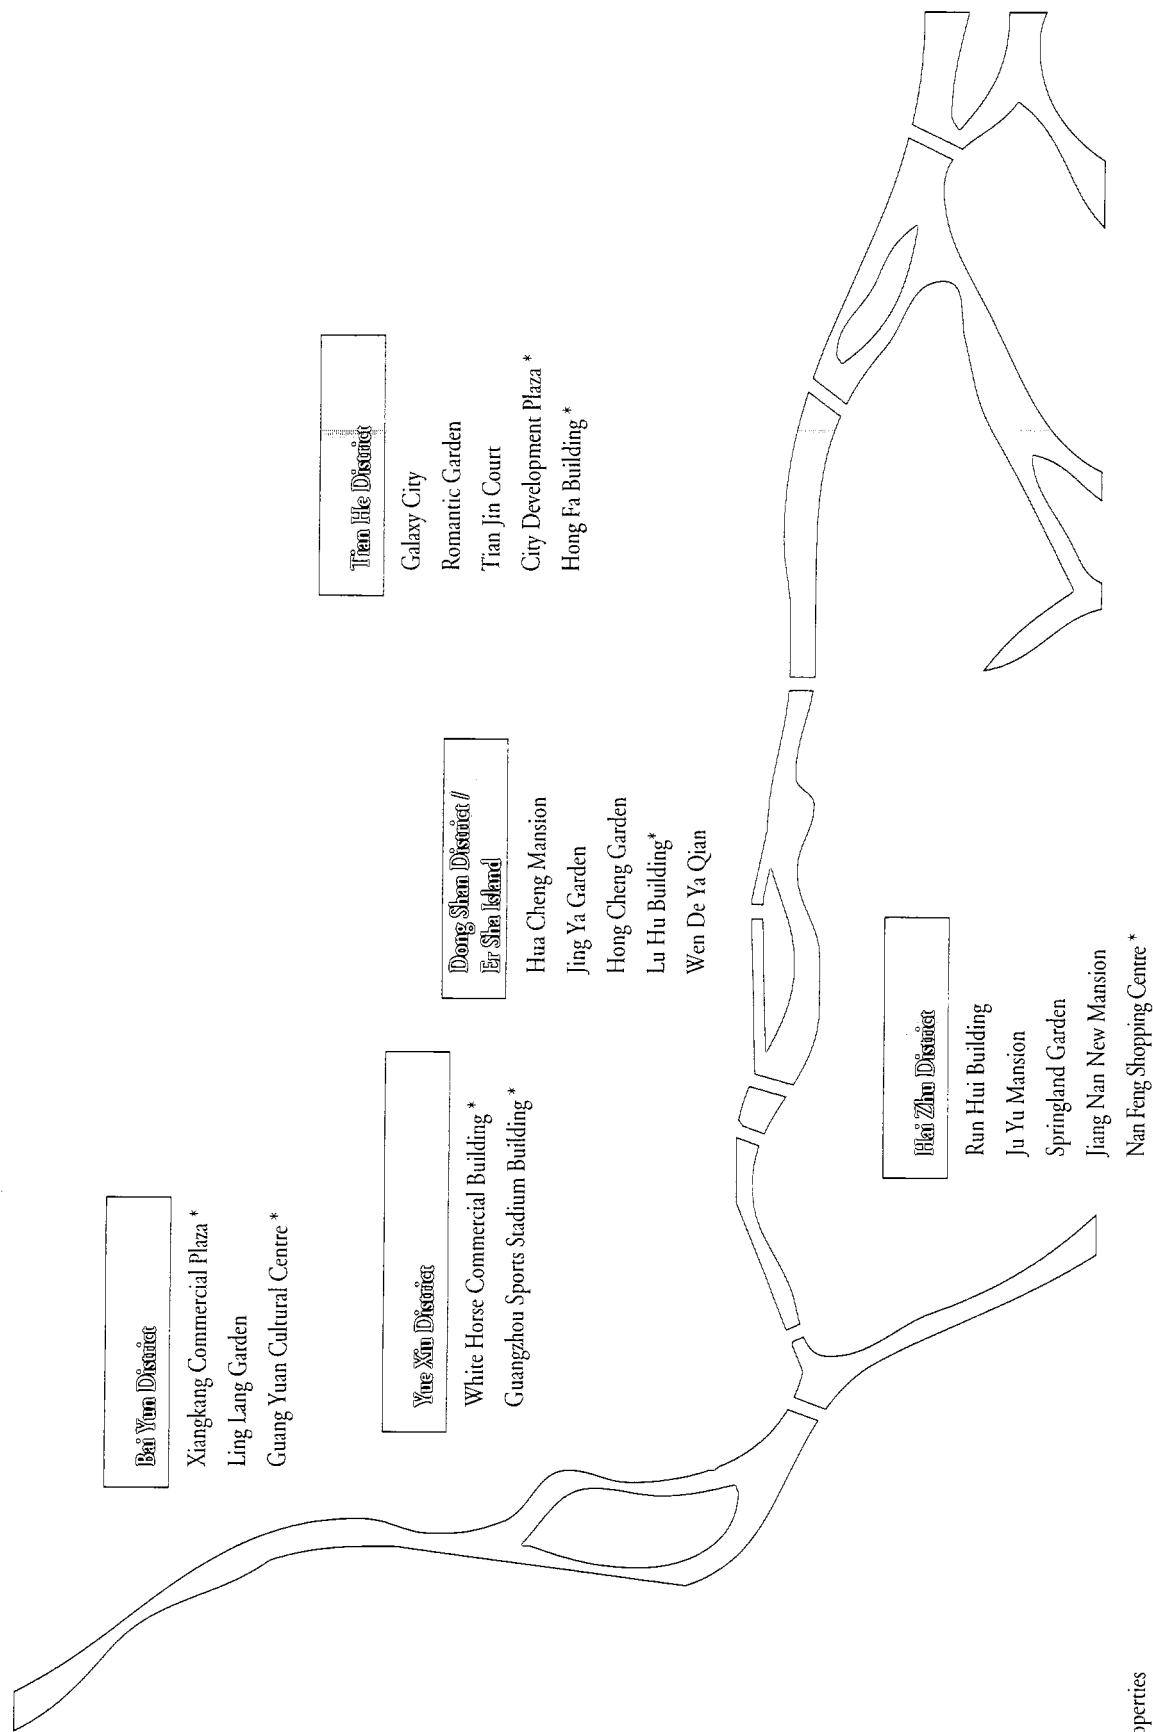 Bai Yun District
Xiangkang Commercial Plaza *
Ling Lang Garden
Guang Yuan Cultural Centre *
Yue Xiu District
White Horse Commercial Building *
Guangzhou Sports Stadium Building *
Dong Shan District /
Er Sha Island
Hua Cheng Mansion
Jing Ya Garden
Hong Cheng Garden
Lu Hu Building*
Wen De Ya Qian
Tian He District
Galaxy City
Romantic Garden
Tian Jin Court
City Development Plaza *
Hong Fa Building *
Hai Zhu District
Run Hui Building
Ju Yu Mansion
Springland Garden
Jiang Nan New Mansion
Nan Feng Shopping Centre *